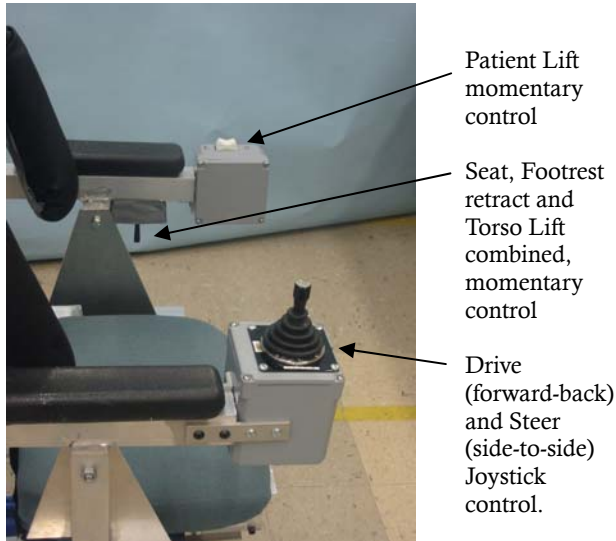 Patient Lift
momentary
control
Seat, Footrest
retract and
Torso Lift
combined,
momentary
control
Drive
(forward-back)
and Steer
(side-to-side)
Joystick
control.